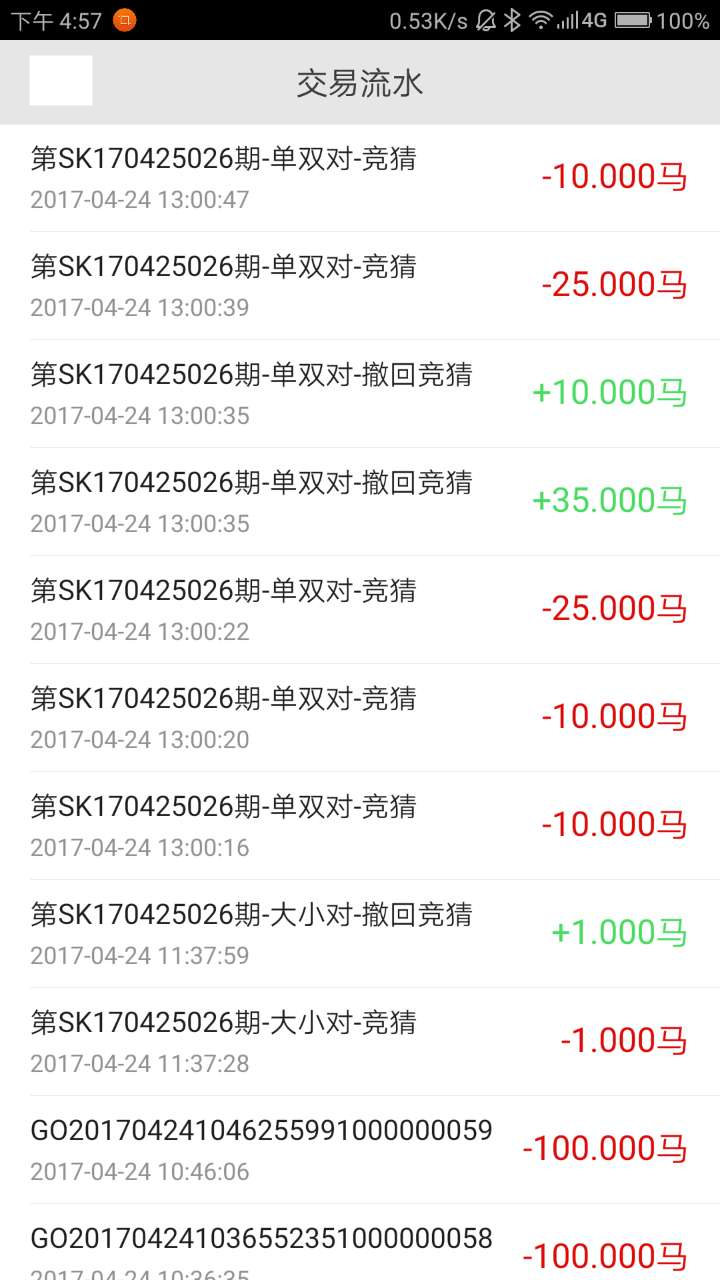 下午 4:57
0.53K/s 4G 100%
交易流水
第SK170425026期-单双对-竞猜
-10.000马
2017-04-24 13:00:47
第SK170425026期-单双对-竞猜
-25.000马
2017-04-24 13:00:39
第SK170425026期-单双对-撤回竞猜
+10.000马
2017-04-24 13:00:35
第SK170425026期-单双对-撤回竞猜
+35.000马
2017-04-24 13:00:35
第SK170425026期-单双对-竞猜
-25.000马
2017-04-24 13:00:22
第SK170425026期-单双对-竞猜
-10.000马
2017-04-24 13:00:20
第SK170425026期-单双对-竞猜
-10.000马
2017-04-24 13:00:16
第SK170425026期-大小对-撤回竞猜
+1.000马
2017-04-24 11:37:59
第SK170425026期-大小对-竞猜
-1.000马
2017-04-24 11:37:28
GO201704241046255991000000059
-100.000马
2017-04-24 10:46:06
GO201704241036552351000000058
-100.000马
2017-04-24 10:36:35